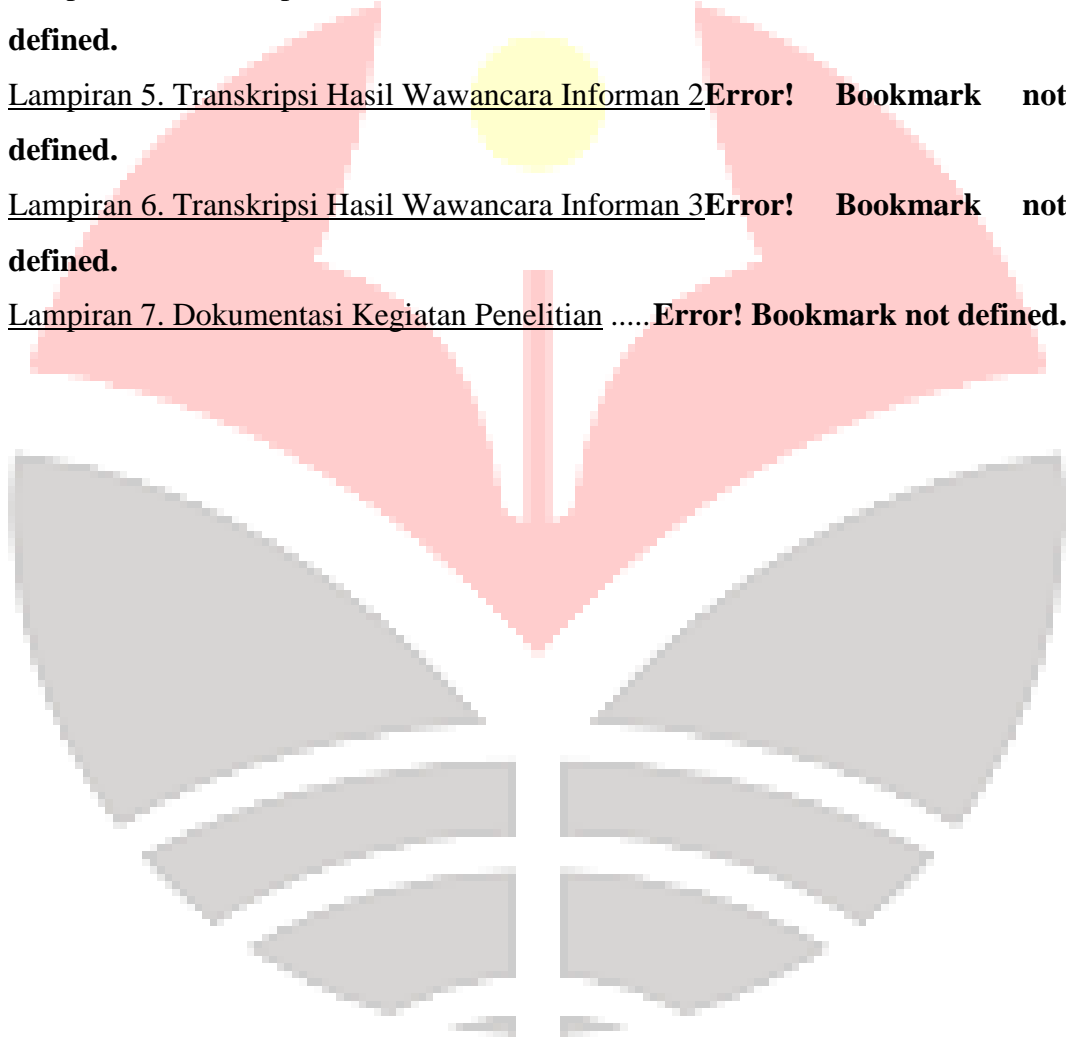 defined.
Lampiran 5. Transkripsi Hasil Wawancara Informan 2Error! Bookmark not
defined.
Lampiran 6. Transkripsi Hasil Wawancara Informan 3Error! Bookmark not
defined.
Lampiran 7. Dokumentasi Kegiatan Penelitian .....Error! Bookmark not defined.